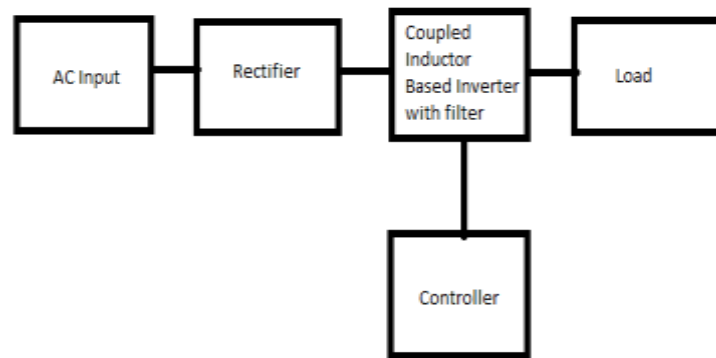 AC Input
Rectifier
Coupled
Inductor
Based Inverter
with filter
Load
Controller